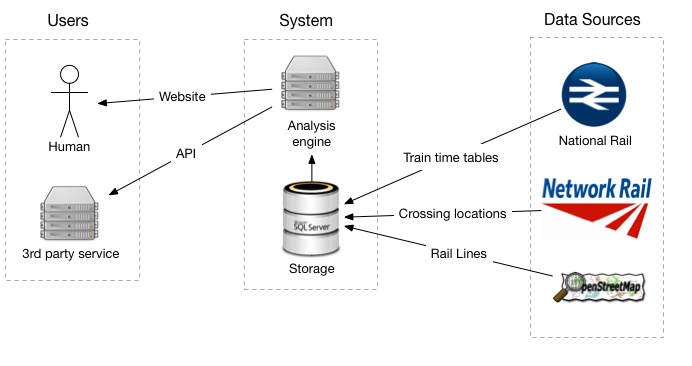 Users
System
Data Sources
Website
Human
API
3rd party service
Analysis
engine
SQL Server
Storage
Train time tables
Crossing locations
Rail Lines
National Rail
Network Rail
penStreetMap